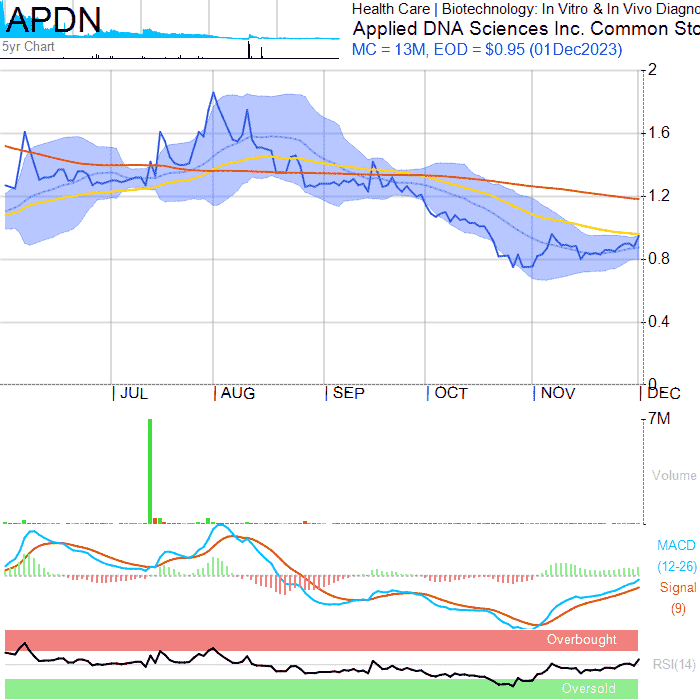 APDN
Health Care | Biotechnology: In Vitro & In Vivo Diagno
Applied DNA Sciences Inc. Common Sto
5yr Chart
MC = 13M, EOD = $0.95 (01Dec2023)
2
1.6
1.2
0.8
0.4
0
JUL
AUG
SEP
OCT
NOV
DEC
7M
Volume
MACD
(12-26)
Signal
(9)
Overbought
RSI(14)
Oversold